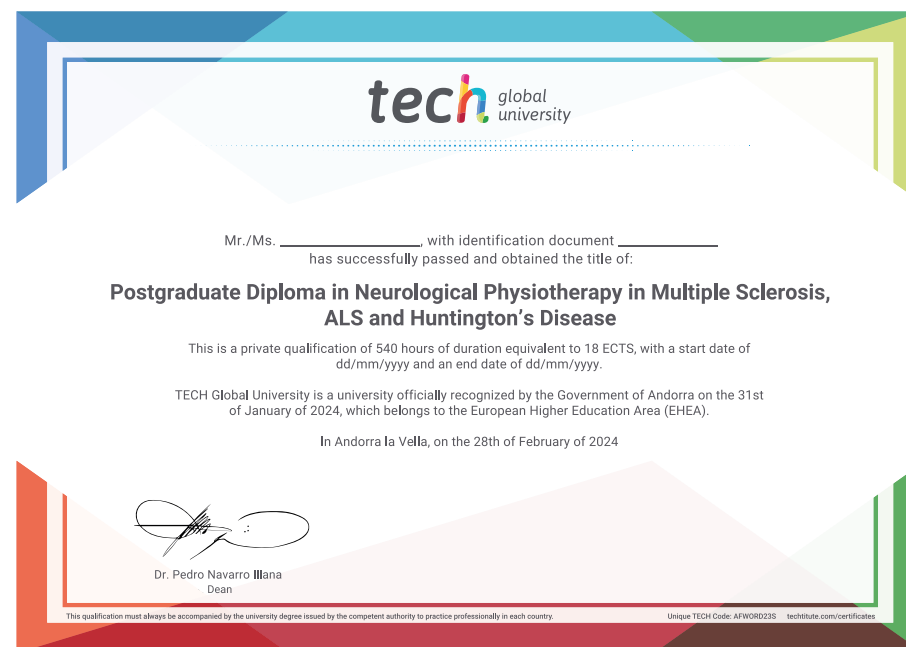 tech global
university
Mr./Ms. ____________, with identification document ____________
has successfully passed and obtained the title of:
Postgraduate Diploma in Neurological Physiotherapy in Multiple Sclerosis,
ALS and Huntington's Disease
This is a private qualification of 540 hours of duration equivalent to 18 ECTS, with a start date of
dd/mm/yyyy and an end date of dd/mm/yyyy.
TECH Global University is a university officially recognized by the Government of Andorra on the 31st
of January of 2024, which belongs to the European Higher Education Area (EHEA).
In Andorra la Vella, on the 28th of February of 2024
Dr. Pedro Navarro Illana
Dean
This qualification must always be accompanied by the university degree issued by the competent authority to practice professionally in each country. Unique TECH Code: AFWORD23S techtitute.com/certificates